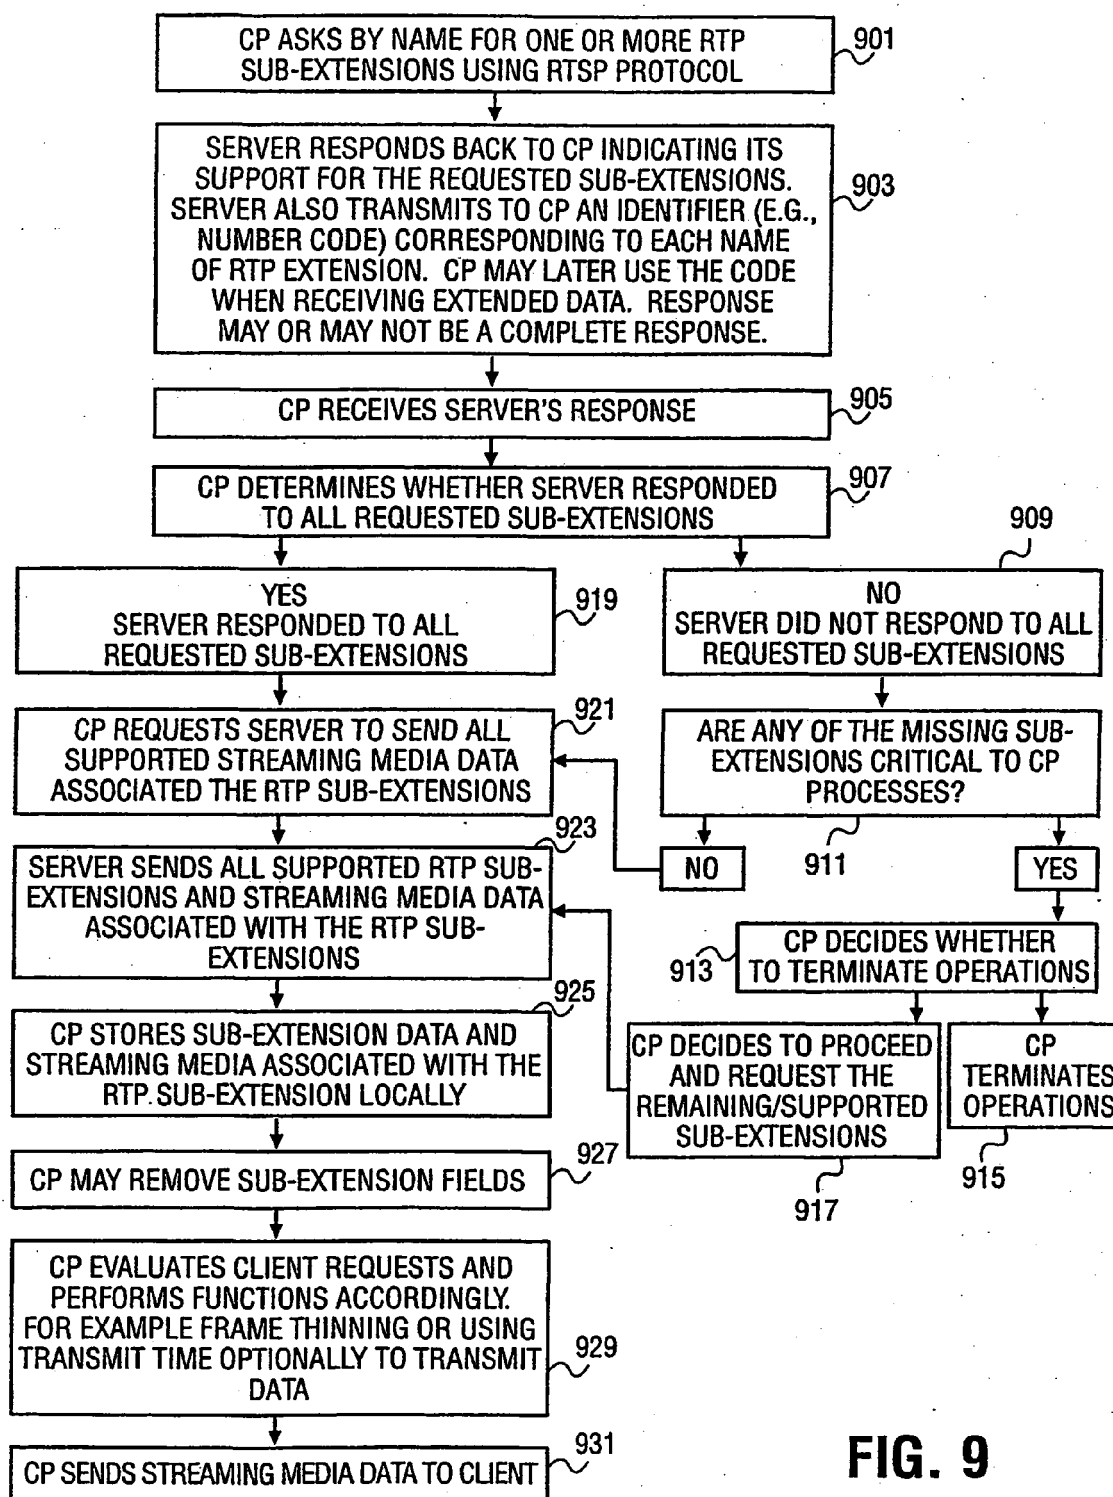 CP ASKS BY NAME FOR ONE OR MORE RTP
SUB-EXTENSIONS USING RTSP PROTOCOL
901
SERVER RESPONDS BACK TO CP INDICATING ITS
SUPPORT FOR THE REQUESTED SUB-EXTENSIONS.
SERVER ALSO TRANSMITS TO CP AN IDENTIFIER (E.G.,
NUMBER CODE) CORRESPONDING TO EACH NAME
OF RTP EXTENSION. CP MAY LATER USE THE CODE
WHEN RECEIVING EXTENDED DATA. RESPONSE
MAY OR MAY NOT BE A COMPLETE RESPONSE.
903
CP RECEIVES SERVER'S RESPONSE
905
CP DETERMINES WHETHER SERVER RESPONDED
TO ALL REQUESTED SUB-EXTENSIONS
907
YES
SERVER RESPONDED TO ALL
REQUESTED SUB-EXTENSIONS
919
NO
SERVER DID NOT RESPOND TO ALL
REQUESTED SUB-EXTENSIONS
909
CP REQUESTS SERVER TO SEND ALL
SUPPORTED STREAMING MEDIA DATA
ASSOCIATED THE RTP SUB-EXTENSIONS
921
ARE ANY OF THE MISSING SUB-
EXTENSIONS CRITICAL TO CP
PROCESSES?
911
NO
YES
SERVER SENDS ALL SUPPORTED RTP SUB-
EXTENSIONS AND STREAMING MEDIA DATA
ASSOCIATED WITH THE RTP SUB-
EXTENSIONS
923
CP DECIDES WHETHER
TO TERMINATE OPERATIONS
913
CP STORES SUB-EXTENSION DATA AND
STREAMING MEDIA ASSOCIATED WITH THE
RTP SUB-EXTENSION LOCALLY
925
CP DECIDES TO PROCEED
AND REQUEST THE
REMAINING/SUPPORTED
SUB-EXTENSIONS
917
CP
TERMINATES
OPERATIONS
915
CP MAY REMOVE SUB-EXTENSION FIELDS
927
CP EVALUATES CLIENT REQUESTS AND
PERFORMS FUNCTIONS ACCORDINGLY.
FOR EXAMPLE FRAME THINNING OR USING
TRANSMIT TIME OPTIONALLY TO TRANSMIT
DATA
929
CP SENDS STREAMING MEDIA DATA TO CLIENT
931
FIG. 9